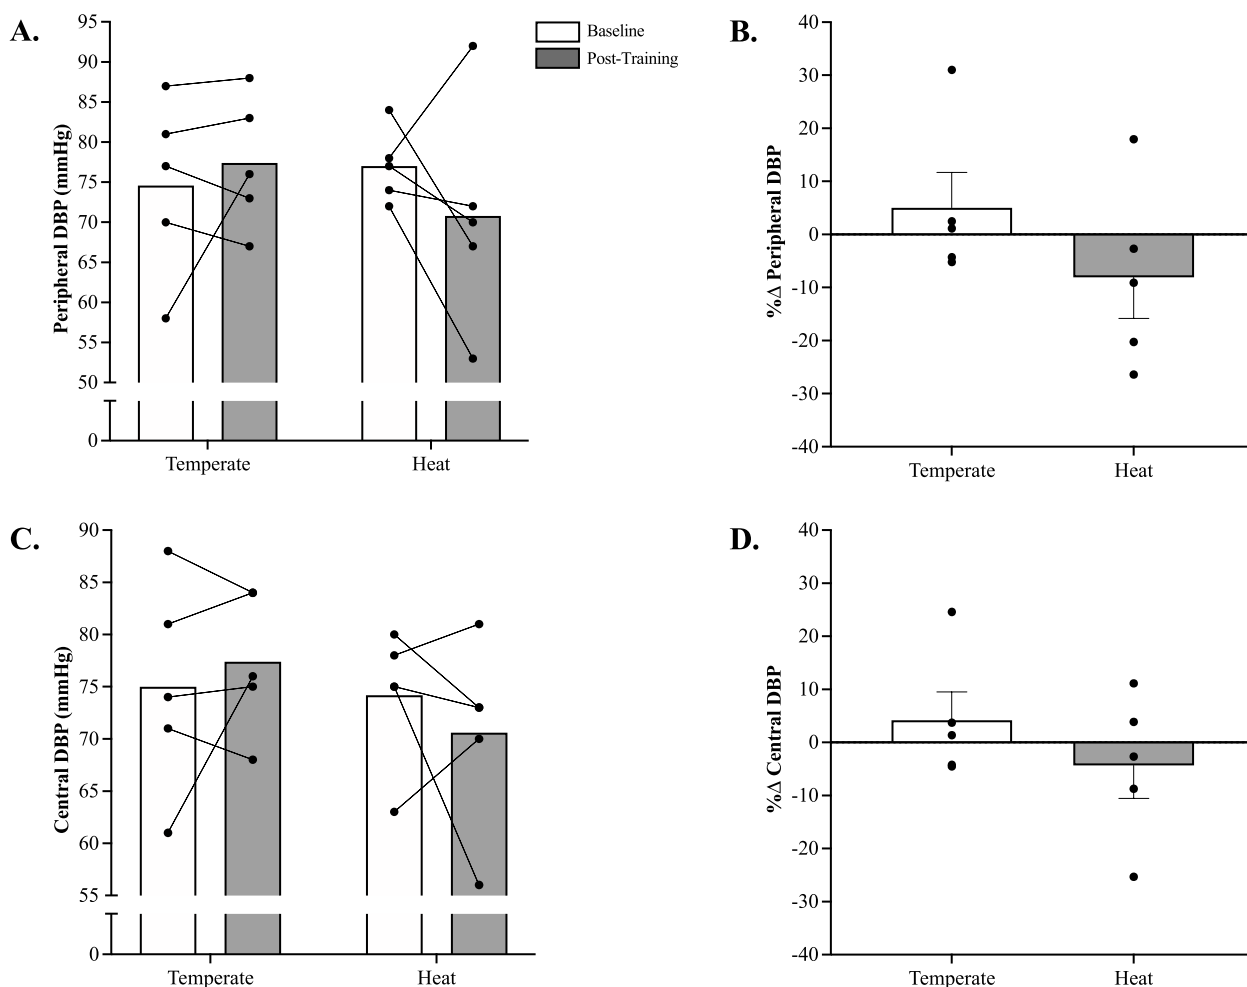 A.
Peripheral DBP (mmHg)
95
90
85
80
75
70
65
60
55
50
0
Temperate
Heat
Baseline
Post-Training
B.
%Δ Peripheral DBP
40
30
20
10
0
-10
-20
-30
-40
Temperate
Heat
C.
Central DBP (mmHg)
90
85
80
75
70
65
60
55
0
Temperate
Heat
D.
%Δ Central DBP
40
30
20
10
0
-10
-20
-30
-40
Temperate
Heat